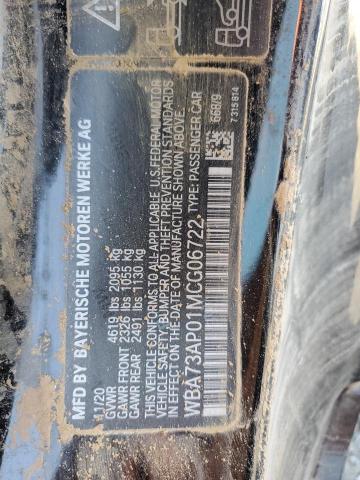 MFD BY BAYERISCHE MOTOREN WERKE AG
11/20
GVWR 4619 lbs 2095 kg
GAWR FRONT 2326 lbs 1055 kg
GAWR REAR 2491 lbs 1130 kg
THIS VEHICLE CONFORMS TO ALL APPLICABLE U.S.FEDERAL MOTOR
VEHICLE SAFETY, BUMPER AND THEFT PREVENTION STANDARDS
IN EFFECT ON THE DATE OF MANUFACTURE SHOWN ABOVE.
WBA73AP01MCG06722 TYPE: PASSENGER CAR
668/9
7315814